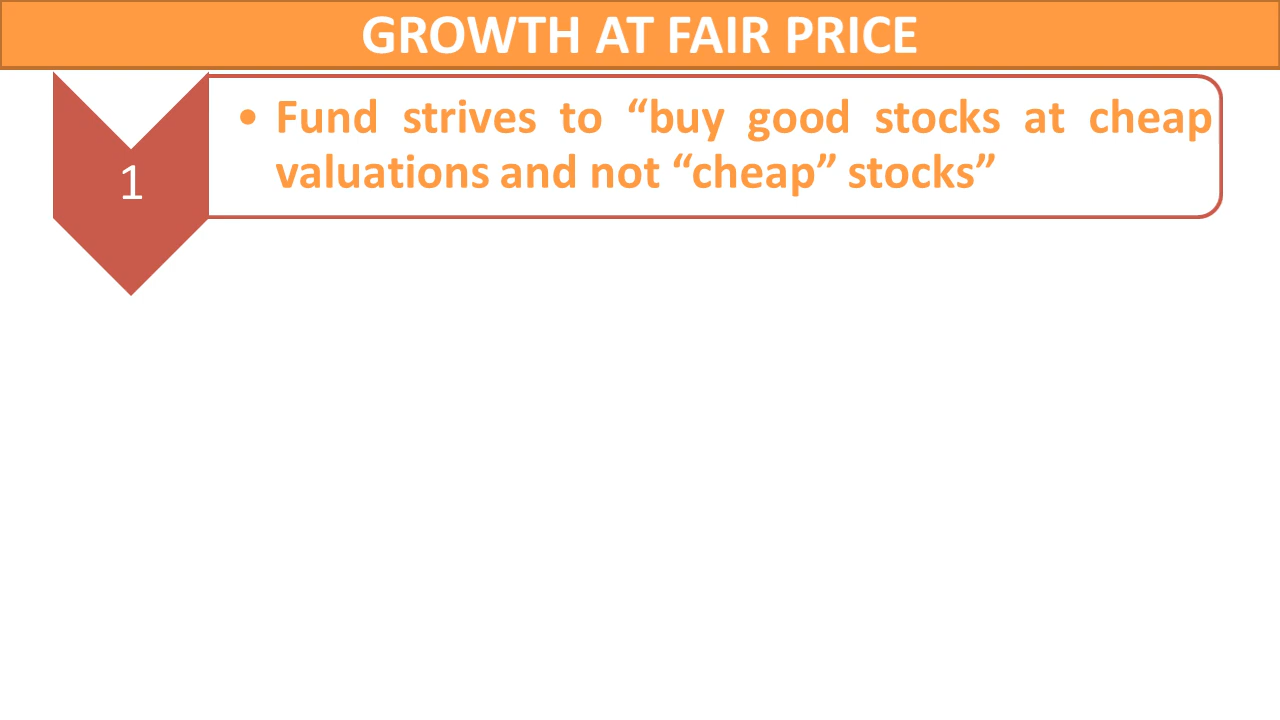 GROWTH AT FAIR PRICE
1
• Fund strives to “buy good stocks at cheap
valuations and not “cheap” stocks”